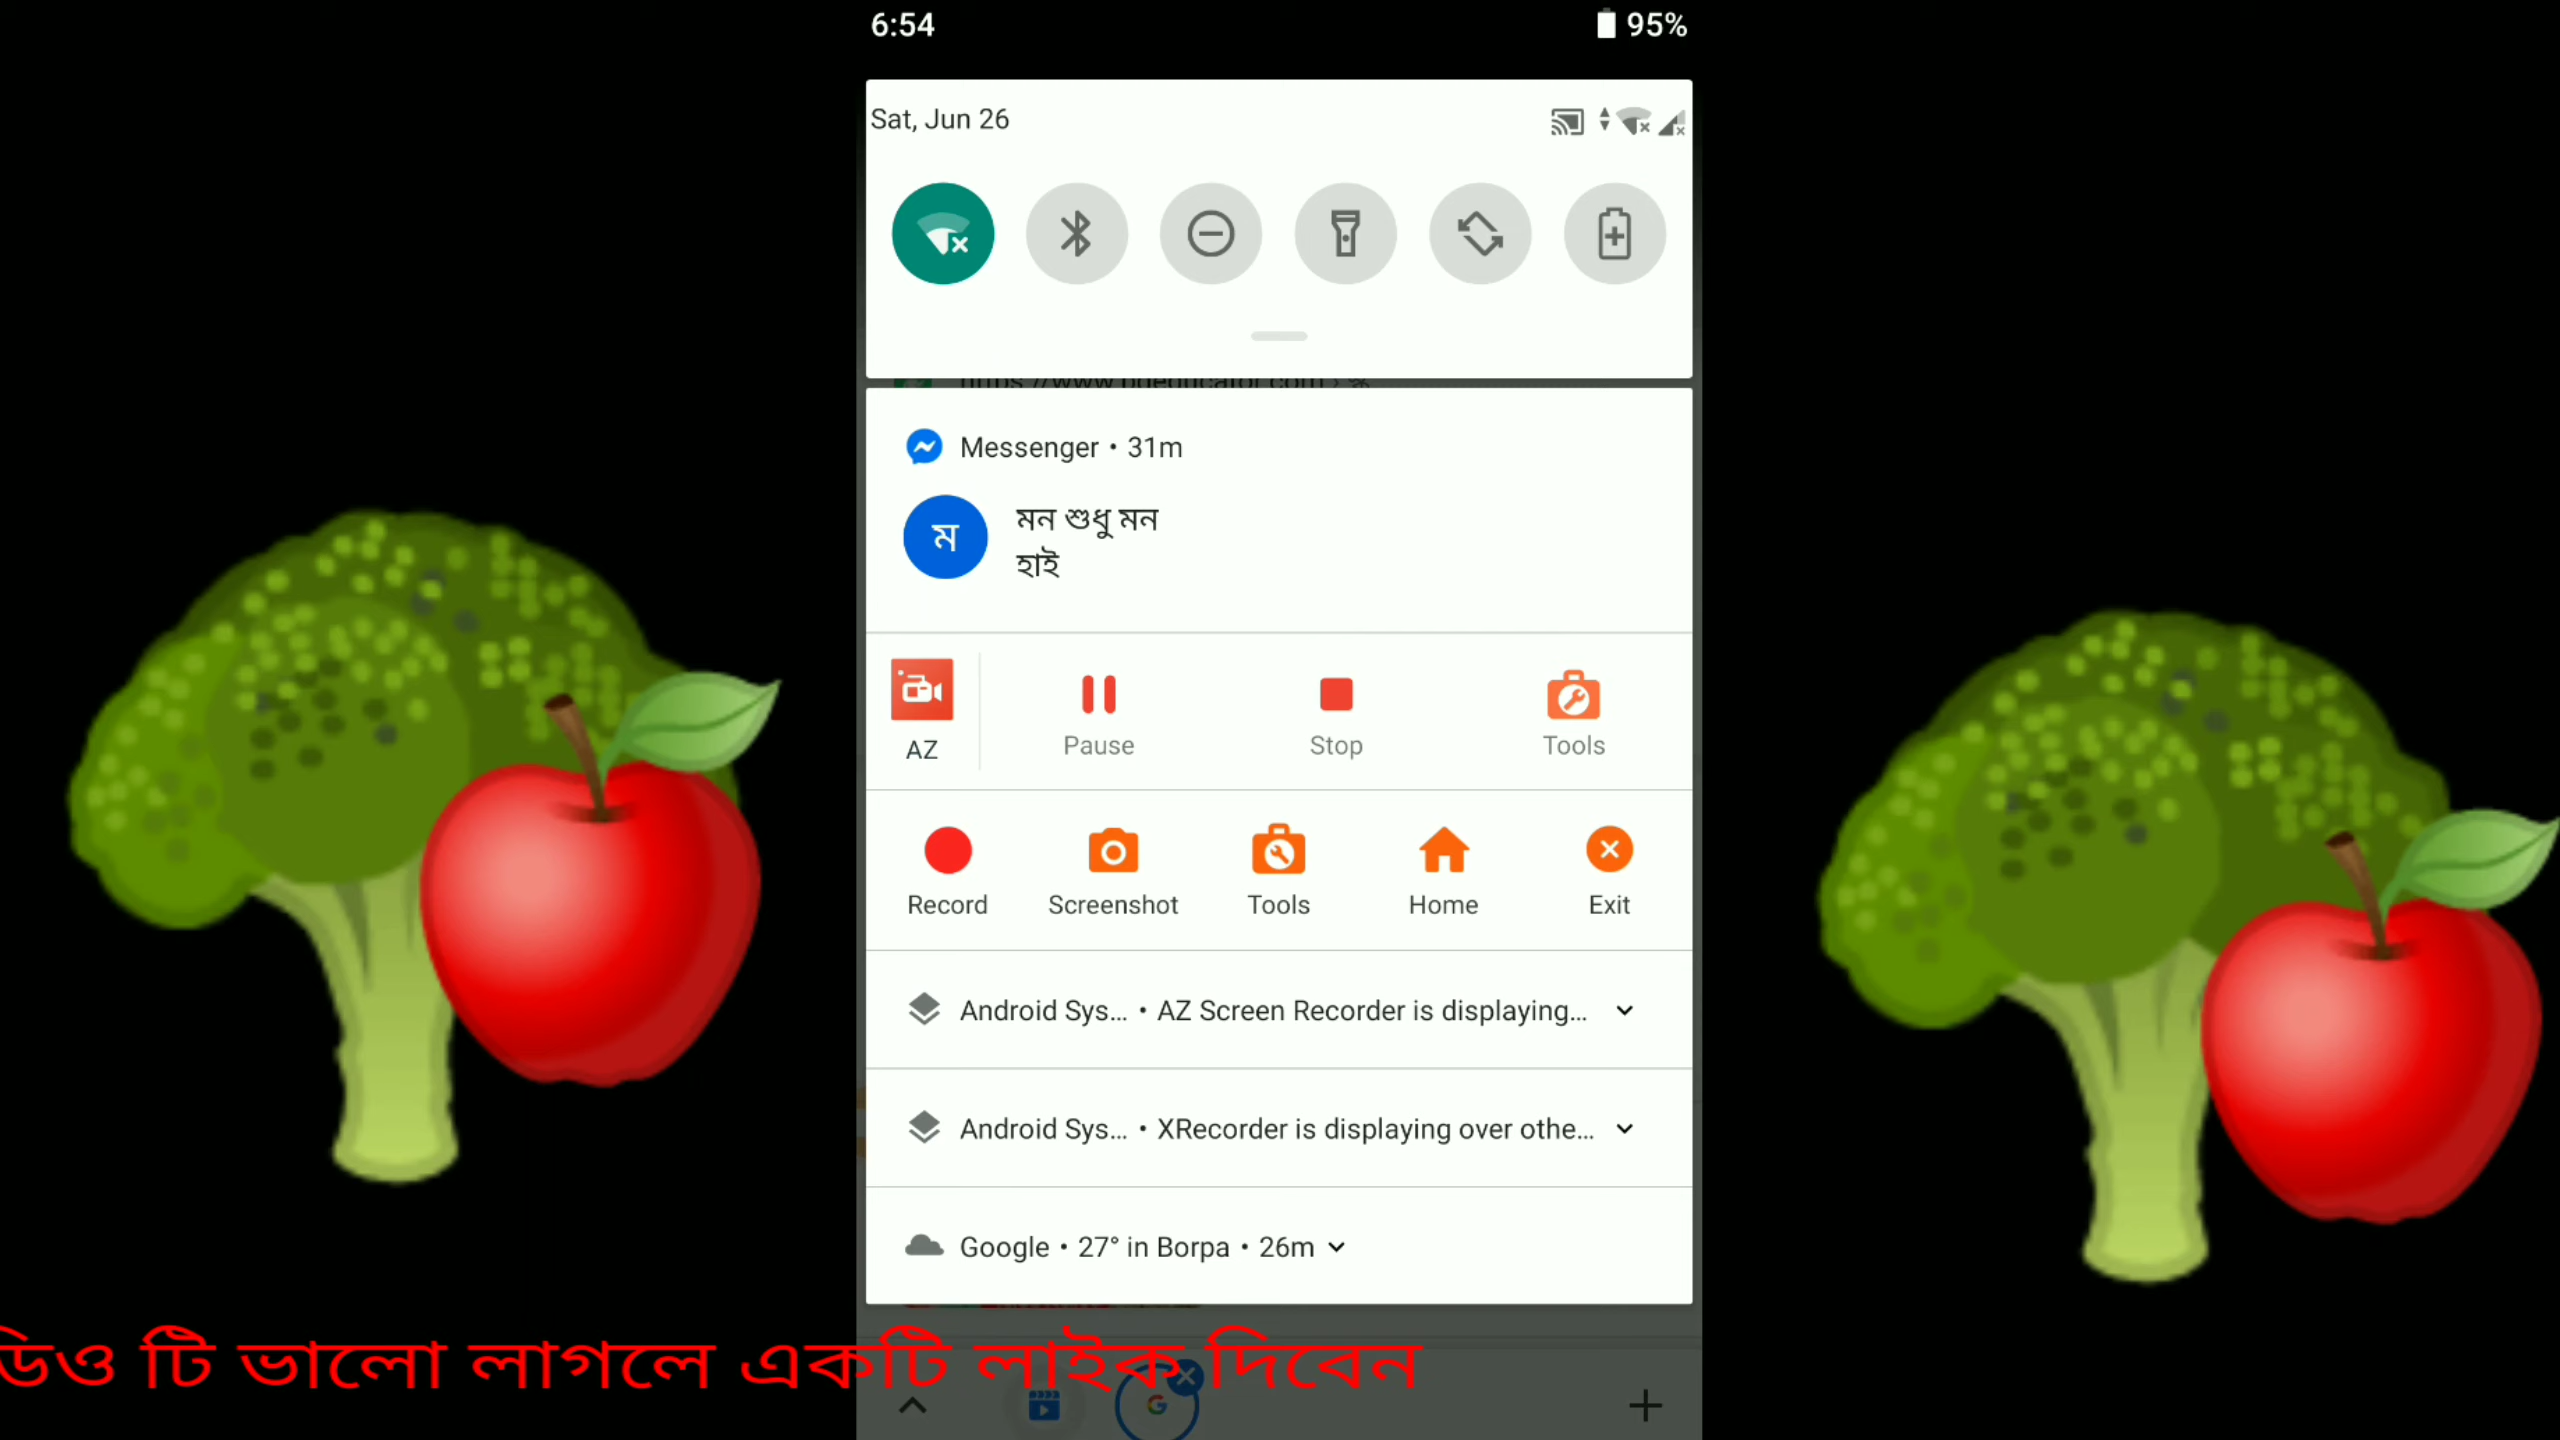 6:54
95%
Sat, Jun 26
Messenger • 31m
ম
মন শুধু মন
হাই
AZ
Pause
Stop
Tools
Record
Screenshot
Tools
Home
Exit
Android Sys... • AZ Screen Recorder is displaying...
Android Sys... • XRecorder is displaying over othe...
Google • 27° in Borpa • 26m
ডিও টি ভালো লাগলে একটি লাইক দিবেন
G